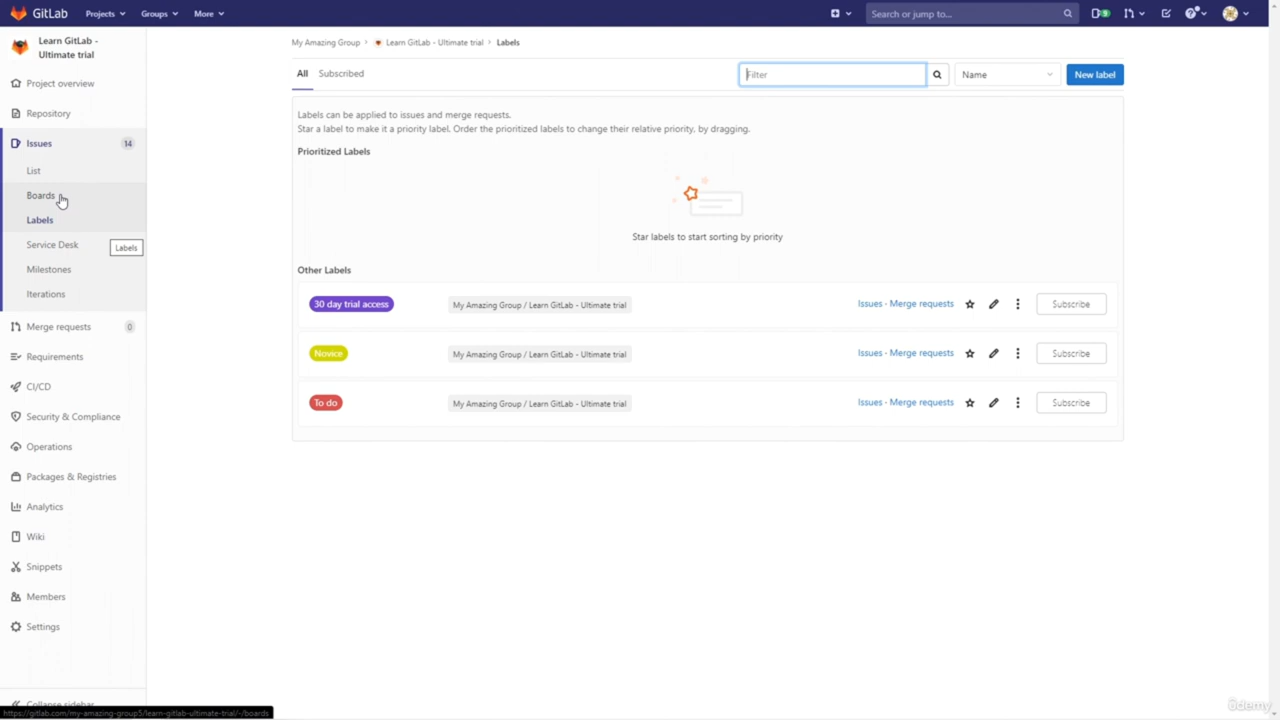 GitLab
Projects
Groups
More
Search or jump to...
9
Learn GitLab -
Ultimate trial
Project overview
Repository
Issues
14
List
Boards
Labels
Service Desk
Labels
Milestones
Iterations
Merge requests
0
Requirements
CI/CD
Security & Compliance
Operations
Packages & Registries
Analytics
Wiki
Snippets
Members
Settings
Collapse sidebar
https://gitlab.com/my-amazing-group5/learn-gitlab-ultimate-trial/-/boards
My Amazing Group › Learn GitLab - Ultimate trial › Labels
All
Subscribed
Filter
Name
New label
Labels can be applied to issues and merge requests.
Star a label to make it a priority label. Order the prioritized labels to change their relative priority, by dragging.
Prioritized Labels
Star labels to start sorting by priority
Other Labels
30 day trial access
My Amazing Group / Learn GitLab - Ultimate trial
Issues · Merge requests
Subscribe
Novice
My Amazing Group / Learn GitLab - Ultimate trial
Issues · Merge requests
Subscribe
To do
My Amazing Group / Learn GitLab - Ultimate trial
Issues · Merge requests
Subscribe
ûdemy